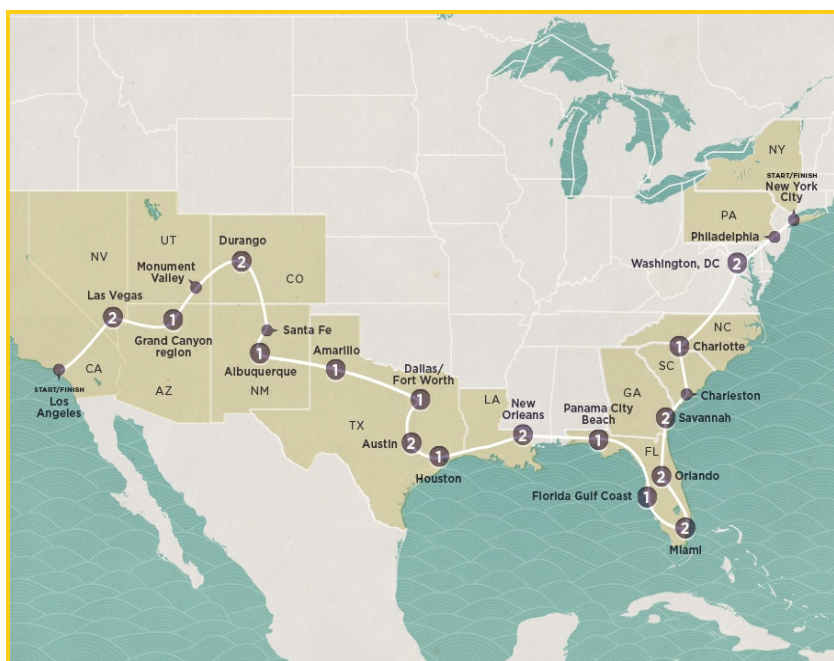 NY
START/FINISH
New York
City
PA
Philadelphia
Washington, DC
UT
Durango
NV
Monument
Valley
CO
Las Vegas
2
2
2
1
Grand Canyon
region
Santa Fe
1
Albuquerque
Amarillo
1
CA
START/FINISH
Los
Angeles
AZ
NM
Dallas/
Fort Worth
1
TX
Austin
2
1
Houston
LA
New
Orleans
2
Panama City
Beach
1
NC
1
Charlotte
SC
GA
Charleston
2
Savannah
FL
2
Orlando
Florida Gulf Coast
1
2
Miami